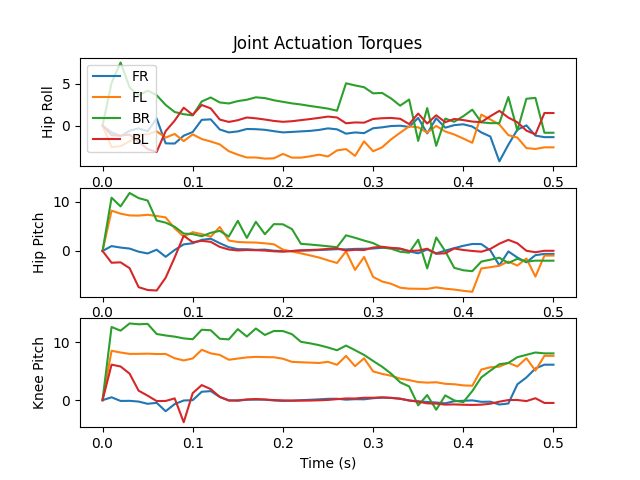 Joint Actuation Torques
Hip Roll
5
0
FR
FL
BR
BL
0.0 0.1 0.2 0.3 0.4 0.5
Hip Pitch
10
0
0.0 0.1 0.2 0.3 0.4 0.5
Knee Pitch
10
0
0.0 0.1 0.2 0.3 0.4 0.5
Time (s)